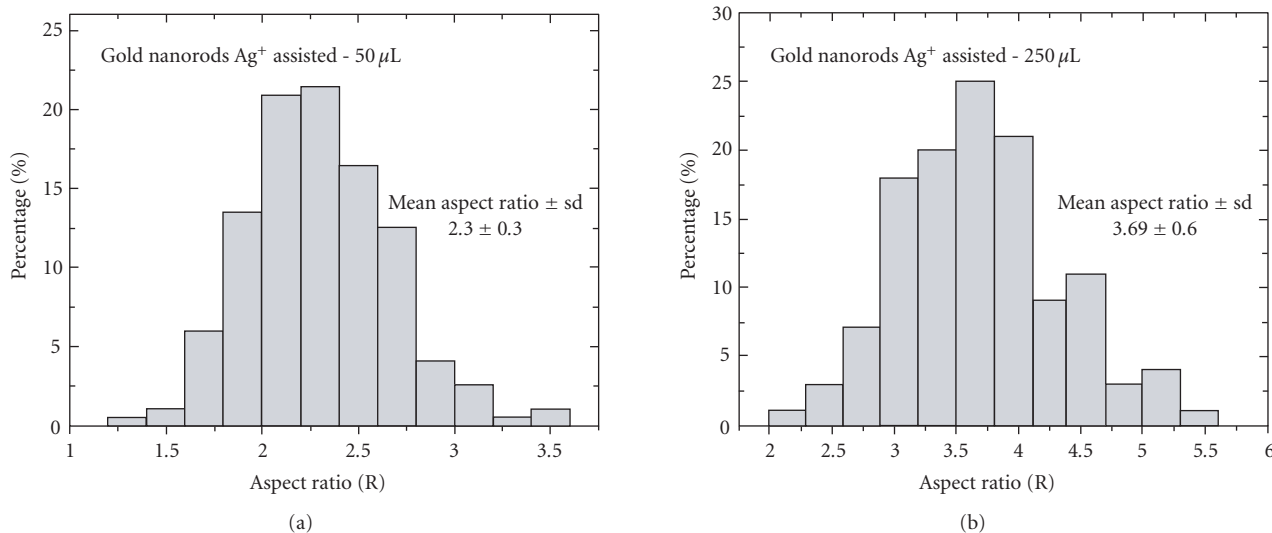 25
20
15
10
5
0
Percentage (%)
Gold nanorods Ag⁺ assisted - 50 µL
Mean aspect ratio ± sd
2.3 ± 0.3
1 1.5 2 2.5 3 3.5
Aspect ratio (R)
(a)
30
25
20
15
10
5
0
Percentage (%)
Gold nanorods Ag⁺ assisted - 250 µL
Mean aspect ratio ± sd
3.69 ± 0.6
2 2.5 3 3.5 4 4.5 5 5.5 6
Aspect ratio (R)
(b)